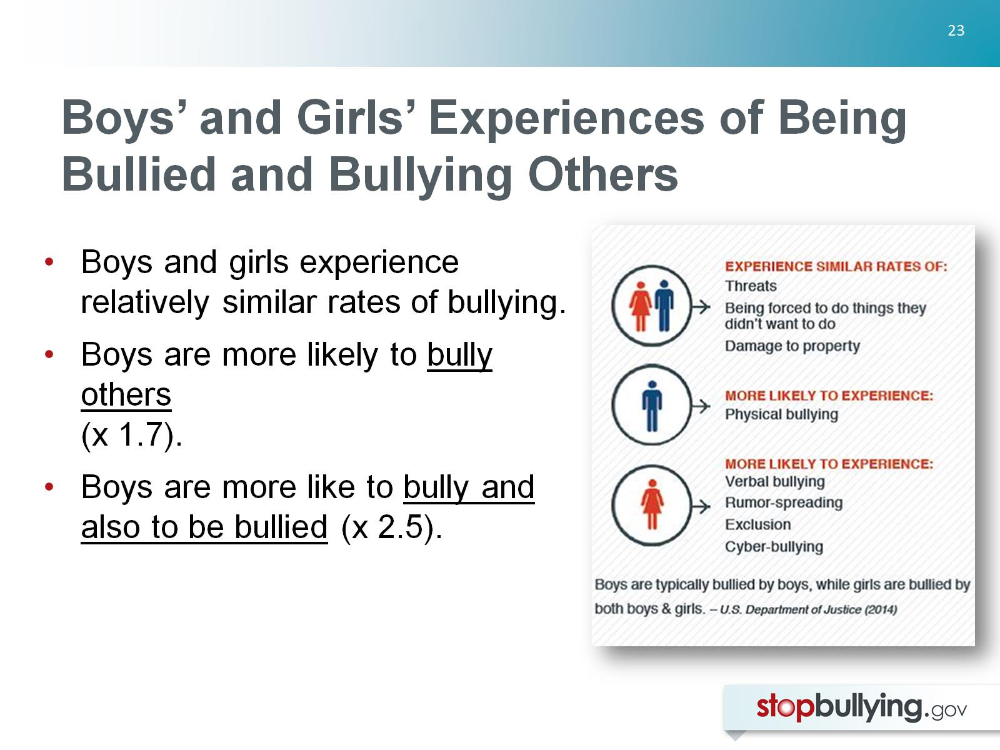 23
Boys’ and Girls’ Experiences of Being
Bullied and Bullying Others
• Boys and girls experience
relatively similar rates of bullying.
• Boys are more likely to bully
others
(x 1.7).
• Boys are more like to bully and
also to be bullied (x 2.5).
EXPERIENCE SIMILAR RATES OF:
Threats
Being forced to do things they
didn’t want to do
Damage to property
MORE LIKELY TO EXPERIENCE:
Physical bullying
MORE LIKELY TO EXPERIENCE:
Verbal bullying
Rumor-spreading
Exclusion
Cyber-bullying
Boys are typically bullied by boys, while girls are bullied by
both boys & girls. – U.S. Department of Justice (2014)
stopbullying.gov